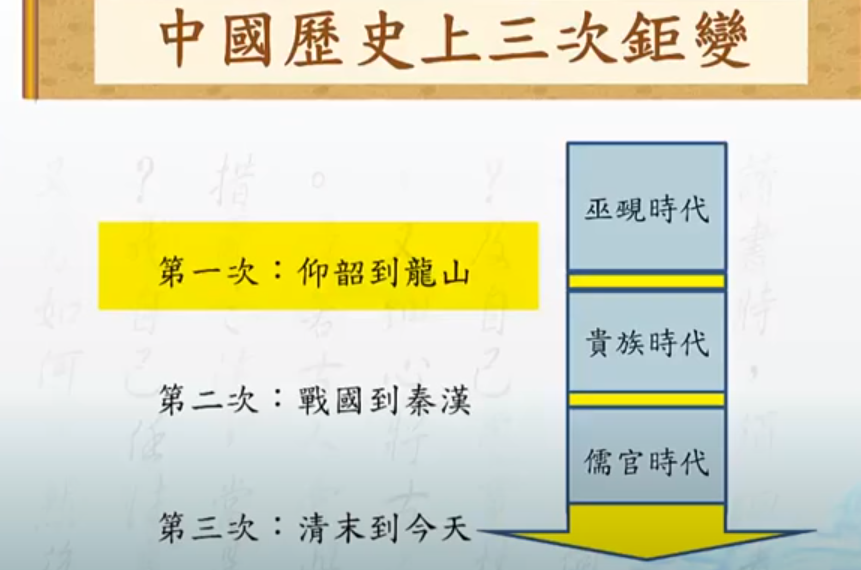 中國歷史上三次鉅變
巫覡時代
第一次：仰韶到龍山
貴族時代
第二次：戰國到秦漢
儒官時代
第三次：清末到今天